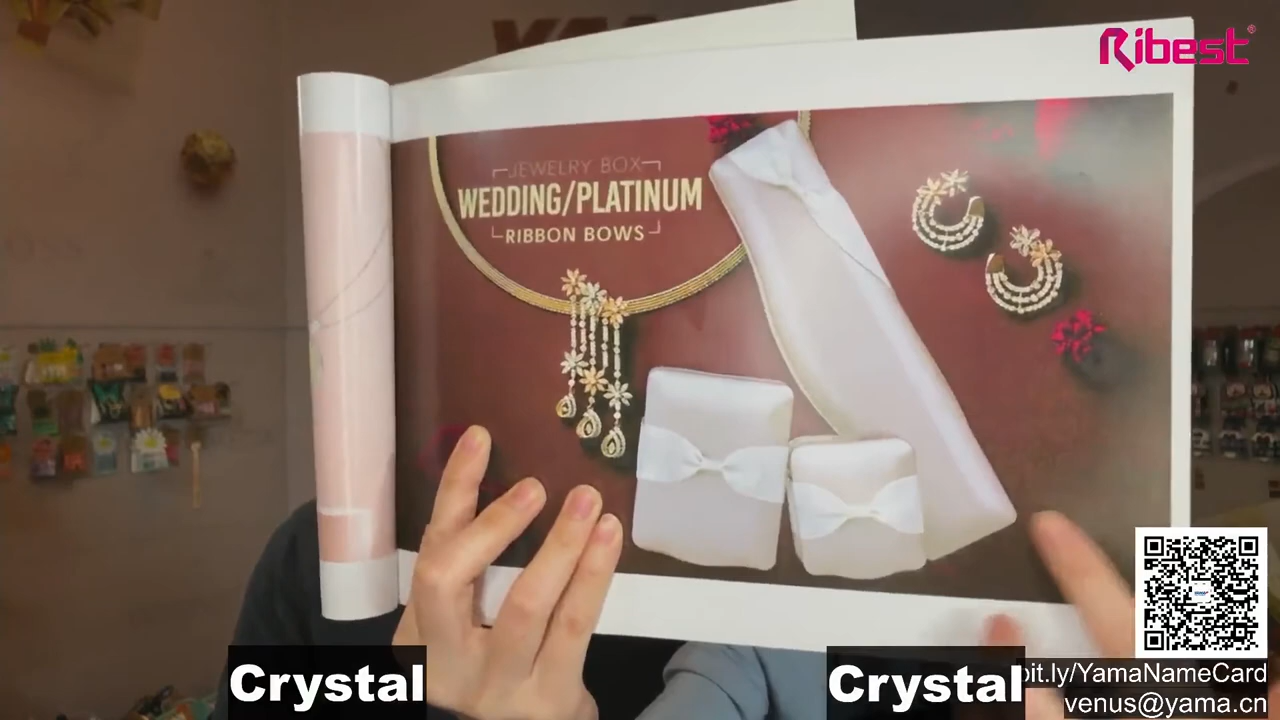 Ribest
JEWELRY BOX
WEDDING/PLATINUM
RIBBON BOWS
Crystal
Crystal
bit.ly/YamaNameCard
venus@yama.cn